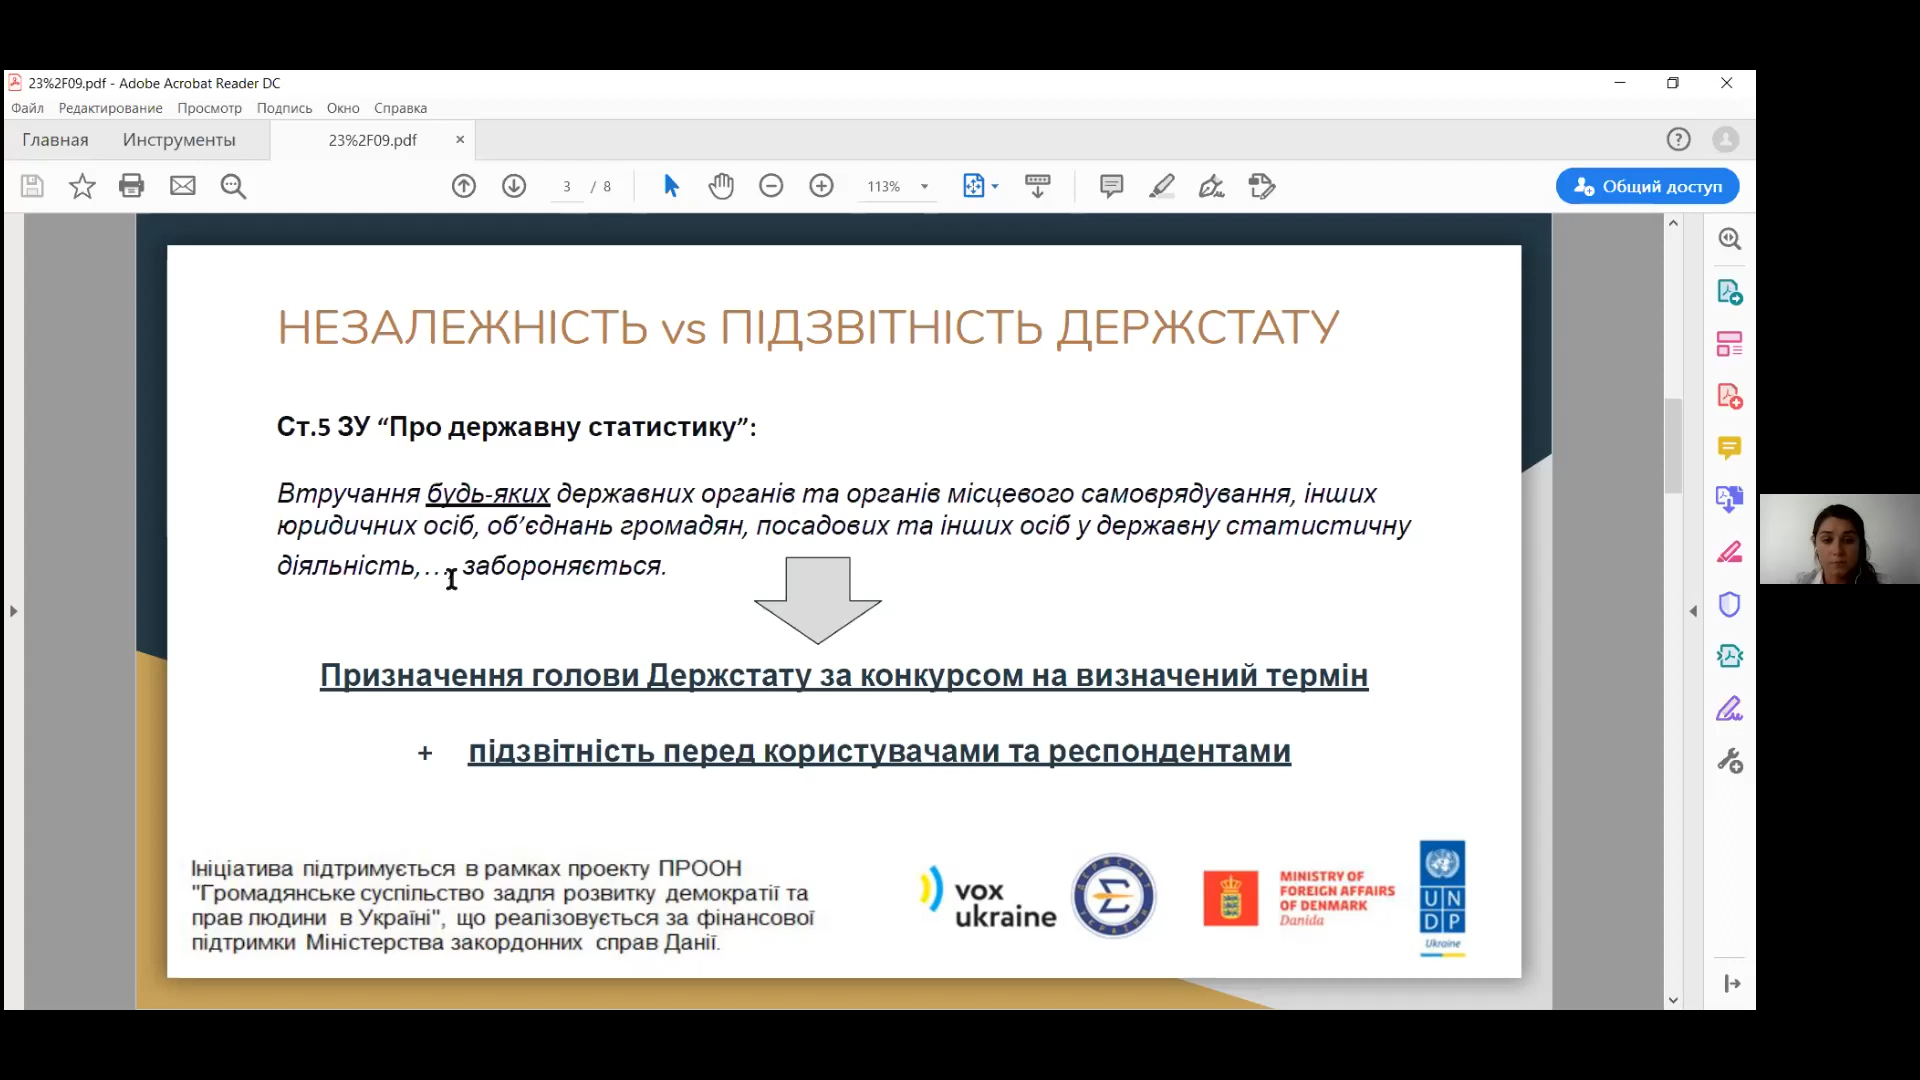 23%2F09.pdf - Adobe Acrobat Reader DC
Файл Редактирование Просмотр Подпись Окно Справка
Главная Инструменты 23%2F09.pdf
3 / 8 113% Общий доступ
НЕЗАЛЕЖНІСТЬ vs ПІДЗВІТНІСТЬ ДЕРЖСТАТУ
Ст.5 ЗУ “Про державну статистику”:
Втручання будь-яких державних органів та органів місцевого самоврядування, інших
юридичних осіб, об’єднань громадян, посадових та інших осіб у державну статистичну
діяльність,… забороняється.
Призначення голови Держстату за конкурсом на визначений термін
+ підзвітність перед користувачами та респондентами
Ініціатива підтримується в рамках проекту ПРООН
"Громадянське суспільство задля розвитку демократії та
прав людини в Україні", що реалізовується за фінансової
підтримки Міністерства закордонних справ Данії.
vox
ukraine
ДЕРЖСТАТ
УКРАЇНИ
MINISTRY OF
FOREIGN AFFAIRS
OF DENMARK
Danida
UN
DP
Ukraine